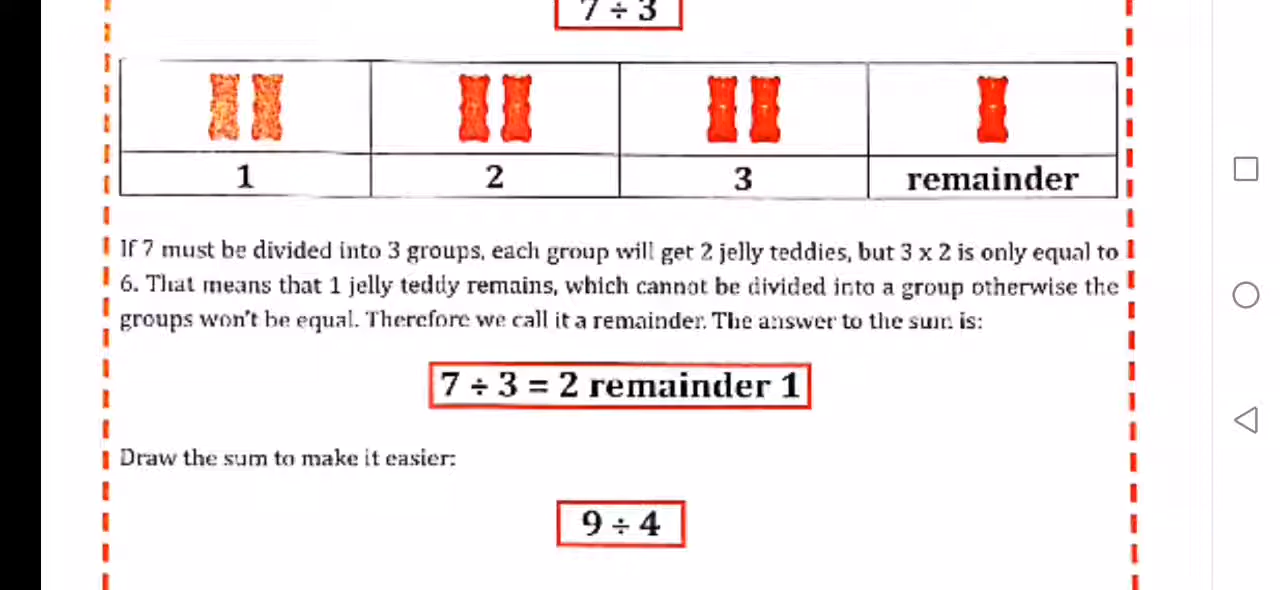 7 ÷ 3
1 2 3 remainder
If 7 must be divided into 3 groups, each group will get 2 jelly teddies, but 3 x 2 is only equal to
6. That means that 1 jelly teddy remains, which cannot be divided into a group otherwise the
groups won't be equal. Therefore we call it a remainder. The answer to the sum is:
7 ÷ 3 = 2 remainder 1
Draw the sum to make it easier:
9 ÷ 4